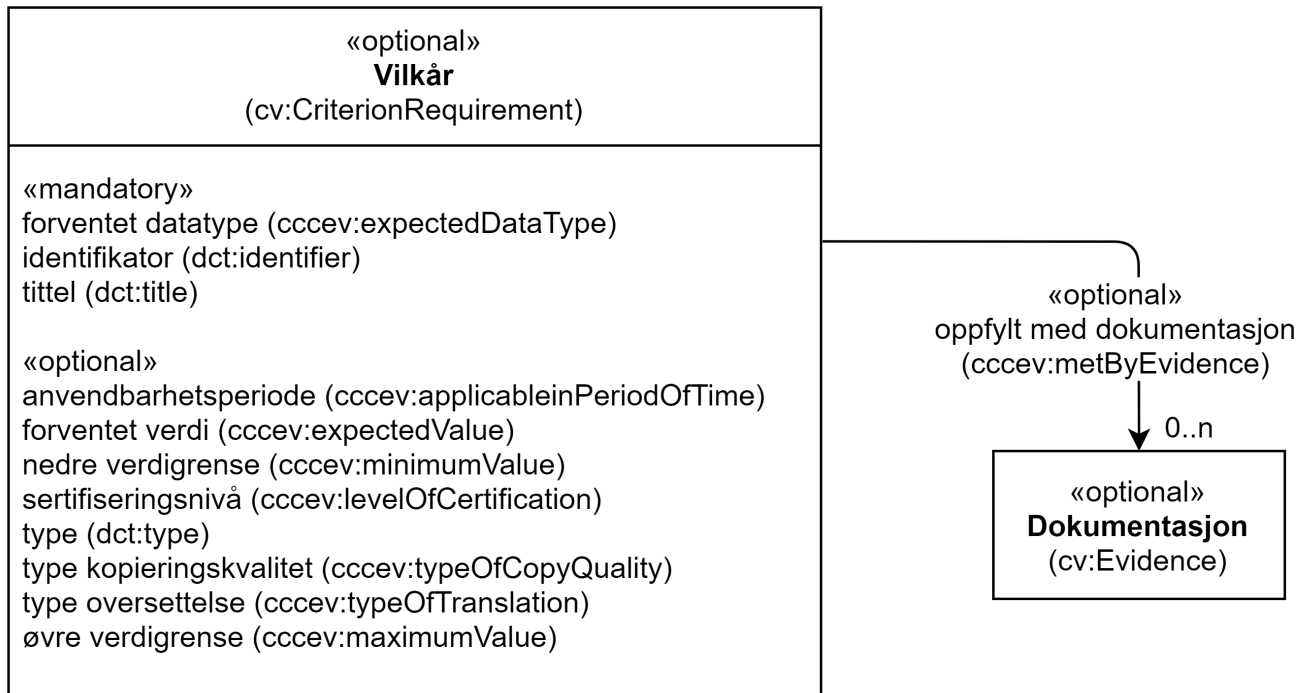 «optional»
Vilkår
(cv:CriterionRequirement)
«mandatory»
forventet datatype (cccev:expectedDataType)
identifikator (dct:identifier)
tittel (dct:title)
«optional»
anvendbarhetsperiode (cccev:applicableinPeriodOfTime)
forventet verdi (cccev:expectedValue)
nedre verdigrense (cccev:minimumValue)
sertifiseringsnivå (cccev:levelOfCertification)
type (dct:type)
type kopieringskvalitet (cccev:typeOfCopyQuality)
type oversettelse (cccev:typeOfTranslation)
øvre verdigrense (cccev:maximumValue)
«optional»
oppfylt med dokumentasjon
(cccev:metByEvidence)
0..n
«optional»
Dokumentasjon
(cv:Evidence)